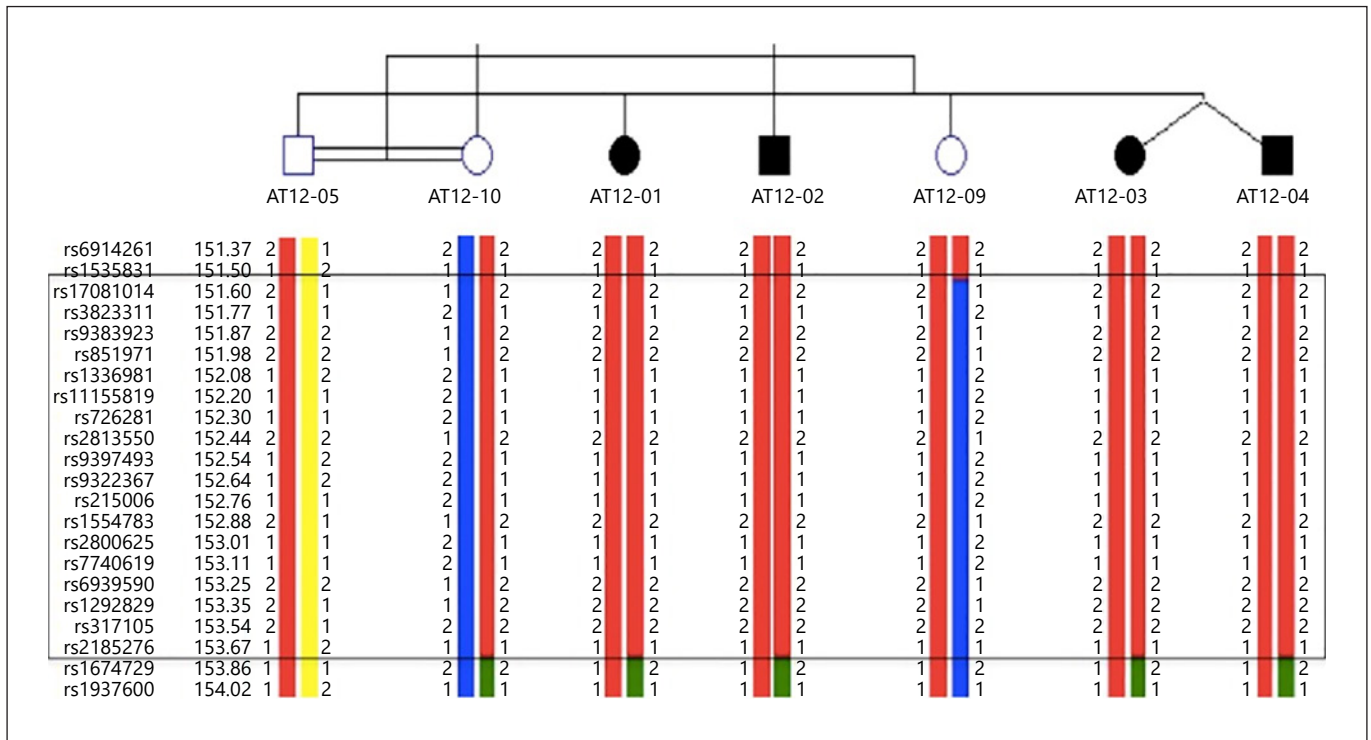 AT12-05 AT12-10 AT12-01 AT12-02 AT12-09 AT12-03 AT12-04
rs6914261 151.37 2 1 2 2 2 2 2 2 2 2 2 2 2 2
rs1535831 151.50 1 2 1 1 1 1 1 1 1 1 1 1 1 1
rs17081014 151.60 2 1 1 2 2 2 2 2 2 1 2 2 2 2
rs3823311 151.77 1 1 2 1 1 1 1 1 1 2 1 1 1 1
rs9383923 151.87 2 2 1 2 2 2 2 2 2 1 2 2 2 2
rs851971 151.98 2 2 1 2 2 2 2 2 2 1 2 2 2 2
rs1336981 152.08 1 2 2 1 1 1 1 1 1 2 1 1 1 1
rs11155819 152.20 1 1 2 1 1 1 1 1 1 2 1 1 1 1
rs726281 152.30 1 1 2 1 1 1 1 1 1 2 1 1 1 1
rs2813550 152.44 2 2 1 2 2 2 2 2 2 1 2 2 2 2
rs9397493 152.54 1 2 2 1 1 1 1 1 1 2 1 1 1 1
rs9322367 152.64 1 2 2 1 1 1 1 1 1 2 1 1 1 1
rs215006 152.76 1 1 2 1 1 1 1 1 1 2 1 1 1 1
rs1554783 152.88 2 1 1 2 2 2 2 2 2 1 2 2 2 2
rs2800625 153.01 1 1 2 1 1 1 1 1 1 2 1 1 1 1
rs7740619 153.11 1 1 2 1 1 1 1 1 1 2 1 1 1 1
rs6939590 153.25 2 2 1 2 2 2 2 2 2 1 2 2 2 2
rs1292829 153.35 2 1 1 2 2 2 2 2 2 1 2 2 2 2
rs317105 153.54 2 1 2 2 2 2 2 2 2 2 2 2 2 2
rs2185276 153.67 1 2 1 1 1 1 1 1 1 1 1 1 1 1
rs1674729 153.86 1 1 2 2 1 2 1 2 1 2 1 2 1 2
rs1937600 154.02 1 2 1 1 1 1 1 1 1 1 1 1 1 1